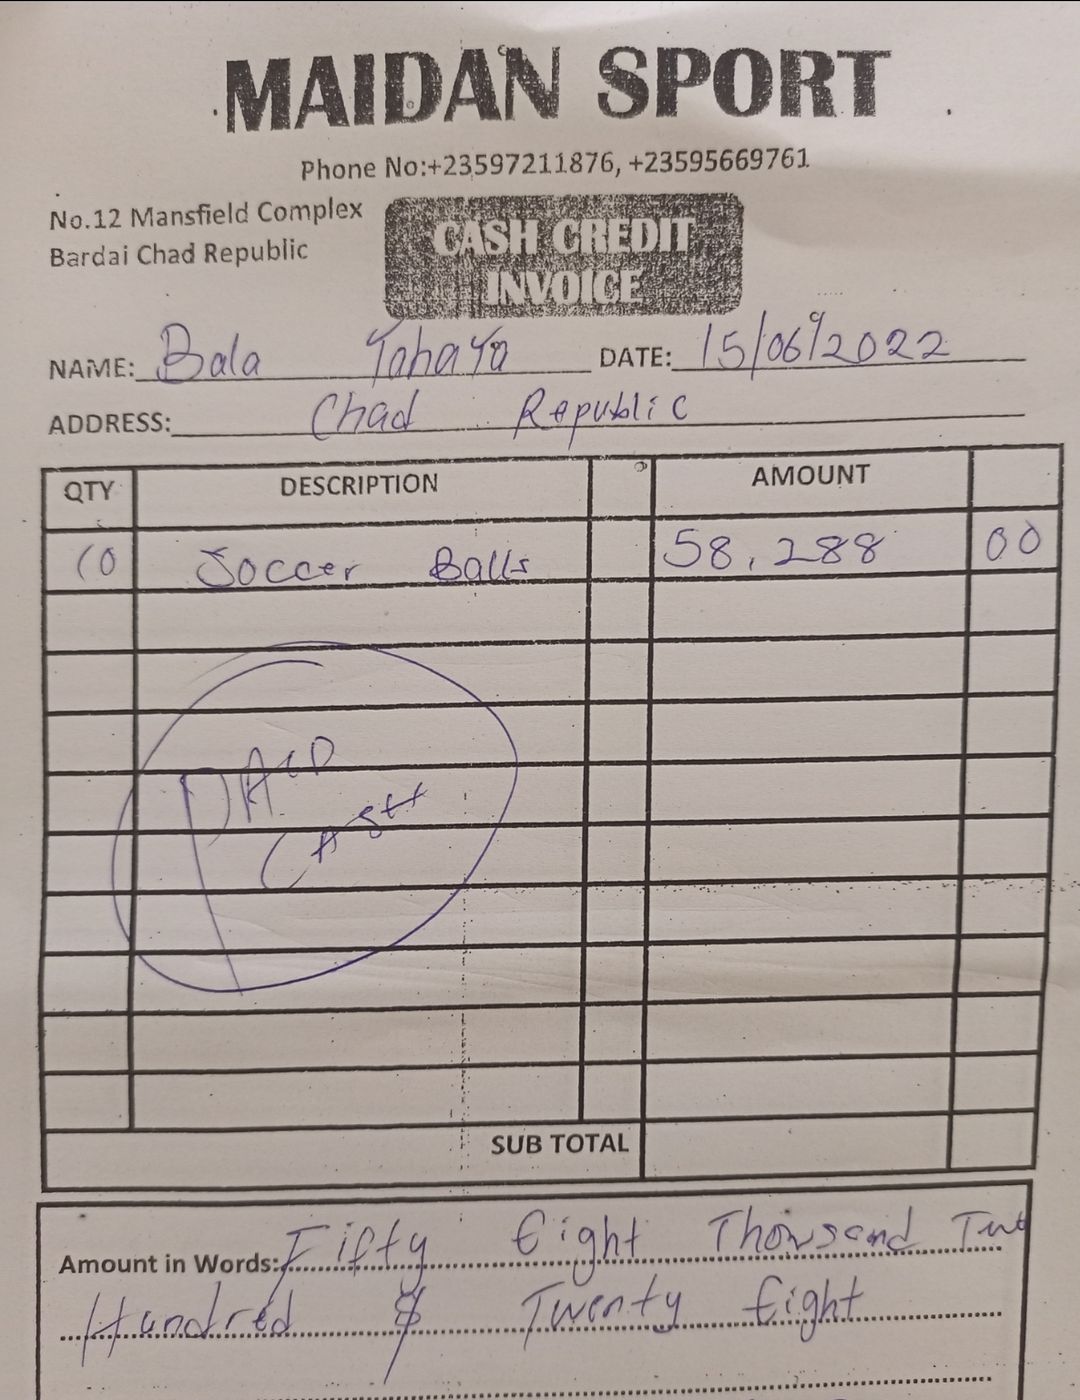 MAIDAN SPORT
Phone No:+23597211876, +23595669761
No.12 Mansfield Complex
Bardai Chad Republic
CASH CREDIT
INVOICE
NAME: Bala Yahaya DATE: 15/06/2022
ADDRESS: Chad Republic
QTY DESCRIPTION AMOUNT
10 Soccer Balls 58,288 00
PAID
CASH
SUB TOTAL
Amount in Words: Fifty Eight Thousand Two
Hundred & Twenty Eight